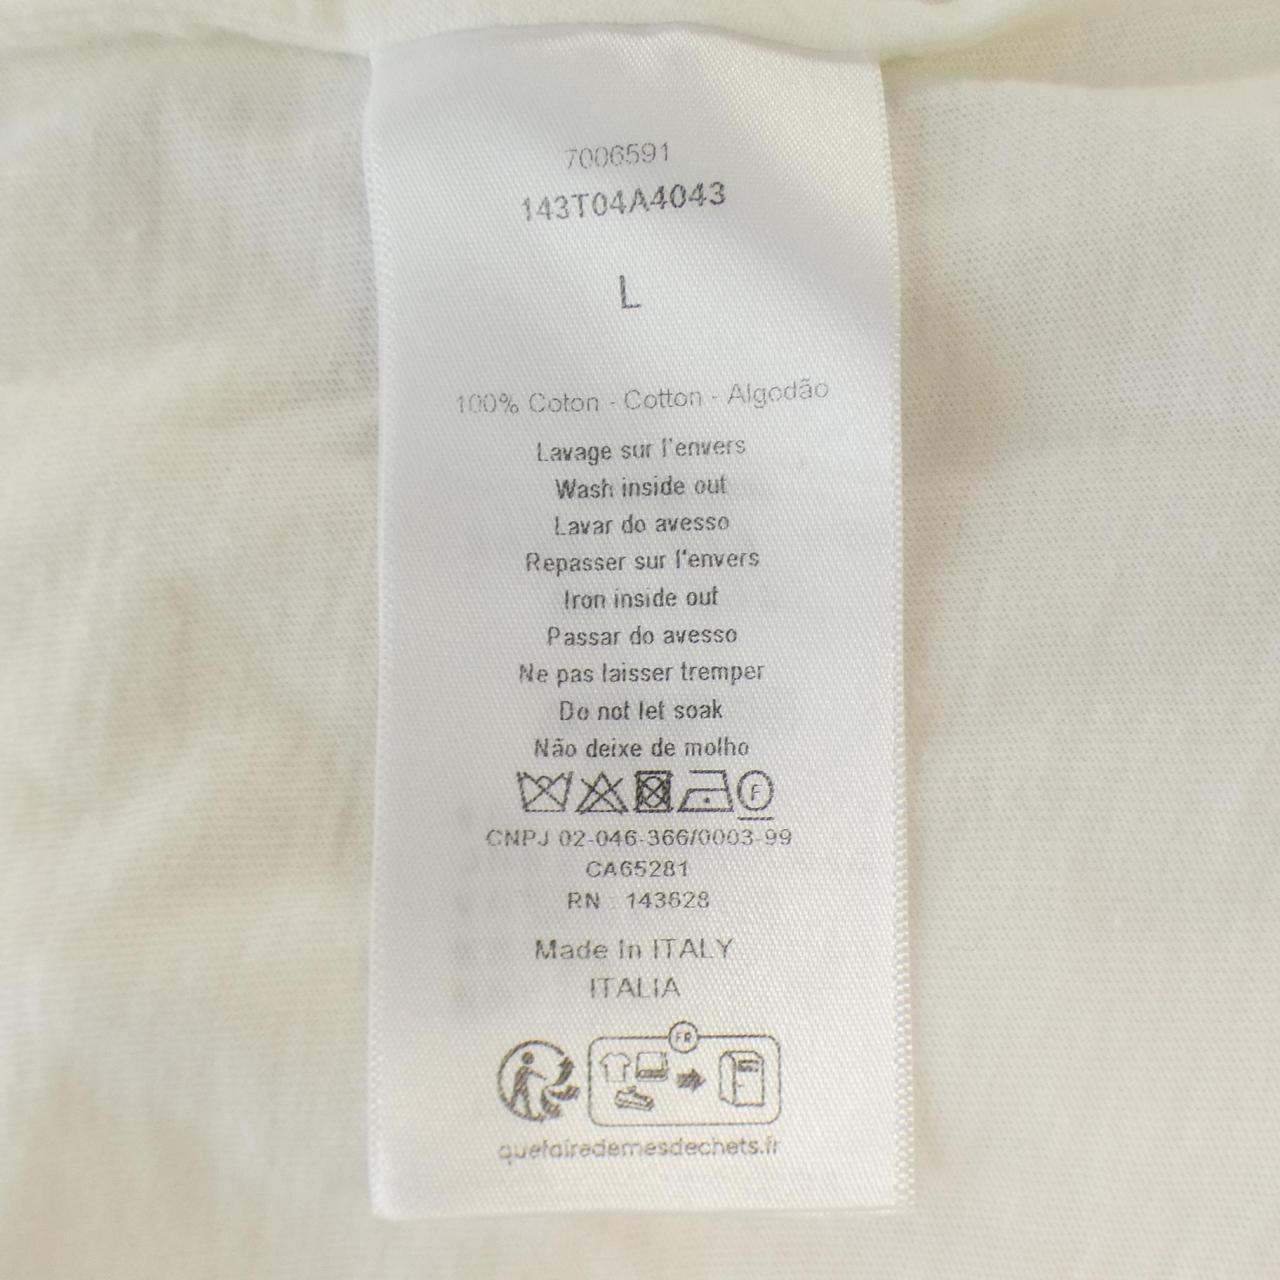 7006591
143T04A4043
L
100% Coton - Cotton - Algodão
Lavage sur l'envers
Wash inside out
Lavar do avesso
Repasser sur l'envers
Iron inside out
Passar do avesso
Ne pas laisser tremper
Do not let soak
Não deixe de molho
F
CNPJ 02-046-366/0003-99
CA65281
RN : 143628
Made In ITALY
ITALIA
FR
quefairedemesdechets.fr